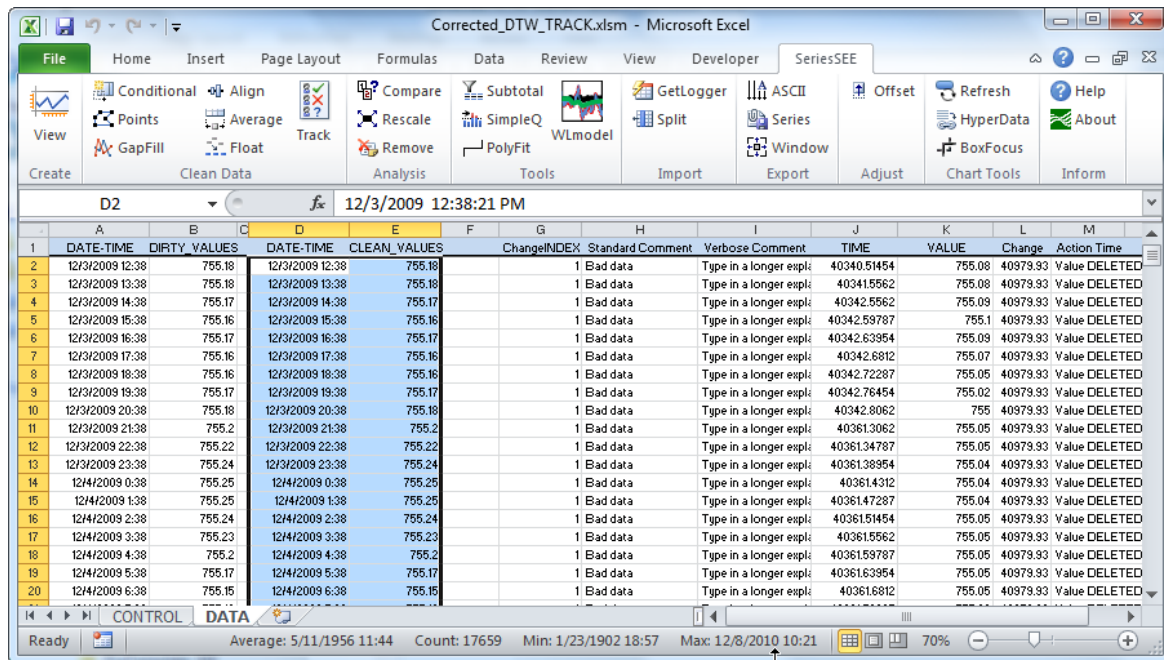 Corrected_DTW_TRACK.xlsm - Microsoft Excel
File Home Insert Page Layout Formulas Data Review View Developer SeriesSEE
View Conditional Points GapFill Align Average Float Track Compare Rescale Remove Subtotal SimpleQ PolyFit WLmodel GetLogger Split ASCII Series Window Offset Refresh HyperData BoxFocus Help About
Create Clean Data Analysis Tools Import Export Adjust Chart Tools Inform
D2 fx 12/3/2009 12:38:21 PM
A B C D E F G H I J K L M
1 DATE-TIME DIRTY_VALUES DATE-TIME CLEAN_VALUES ChangeINDEX Standard Comment Verbose Comment TIME VALUE Change Action Time
2 12/3/2009 12:38 755.18 12/3/2009 12:38 755.18 1 Bad data Type in a longer expla 40340.51454 755.08 40979.93 Value DELETED
3 12/3/2009 13:38 755.18 12/3/2009 13:38 755.18 1 Bad data Type in a longer expla 40341.5562 755.08 40979.93 Value DELETED
4 12/3/2009 14:38 755.17 12/3/2009 14:38 755.17 1 Bad data Type in a longer expla 40342.5562 755.09 40979.93 Value DELETED
5 12/3/2009 15:38 755.16 12/3/2009 15:38 755.16 1 Bad data Type in a longer expla 40342.59787 755.1 40979.93 Value DELETED
6 12/3/2009 16:38 755.17 12/3/2009 16:38 755.17 1 Bad data Type in a longer expla 40342.63954 755.09 40979.93 Value DELETED
7 12/3/2009 17:38 755.16 12/3/2009 17:38 755.16 1 Bad data Type in a longer expla 40342.6812 755.07 40979.93 Value DELETED
8 12/3/2009 18:38 755.16 12/3/2009 18:38 755.16 1 Bad data Type in a longer expla 40342.72287 755.05 40979.93 Value DELETED
9 12/3/2009 19:38 755.17 12/3/2009 19:38 755.17 1 Bad data Type in a longer expla 40342.76454 755.02 40979.93 Value DELETED
10 12/3/2009 20:38 755.18 12/3/2009 20:38 755.18 1 Bad data Type in a longer expla 40342.8062 755 40979.93 Value DELETED
11 12/3/2009 21:38 755.2 12/3/2009 21:38 755.2 1 Bad data Type in a longer expla 40361.3062 755.05 40979.93 Value DELETED
12 12/3/2009 22:38 755.22 12/3/2009 22:38 755.22 1 Bad data Type in a longer expla 40361.34787 755.05 40979.93 Value DELETED
13 12/3/2009 23:38 755.24 12/3/2009 23:38 755.24 1 Bad data Type in a longer expla 40361.38954 755.04 40979.93 Value DELETED
14 12/4/2009 0:38 755.25 12/4/2009 0:38 755.25 1 Bad data Type in a longer expla 40361.4312 755.04 40979.93 Value DELETED
15 12/4/2009 1:38 755.25 12/4/2009 1:38 755.25 1 Bad data Type in a longer expla 40361.47287 755.04 40979.93 Value DELETED
16 12/4/2009 2:38 755.24 12/4/2009 2:38 755.24 1 Bad data Type in a longer expla 40361.51454 755.05 40979.93 Value DELETED
17 12/4/2009 3:38 755.23 12/4/2009 3:38 755.23 1 Bad data Type in a longer expla 40361.5562 755.05 40979.93 Value DELETED
18 12/4/2009 4:38 755.2 12/4/2009 4:38 755.2 1 Bad data Type in a longer expla 40361.59787 755.05 40979.93 Value DELETED
19 12/4/2009 5:38 755.17 12/4/2009 5:38 755.17 1 Bad data Type in a longer expla 40361.63954 755.05 40979.93 Value DELETED
20 12/4/2009 6:38 755.15 12/4/2009 6:38 755.15 1 Bad data Type in a longer expla 40361.6812 755.05 40979.93 Value DELETED
CONTROL DATA
Ready Average: 5/11/1956 11:44 Count: 17659 Min: 1/23/1902 18:57 Max: 12/8/2010 10:21 70%